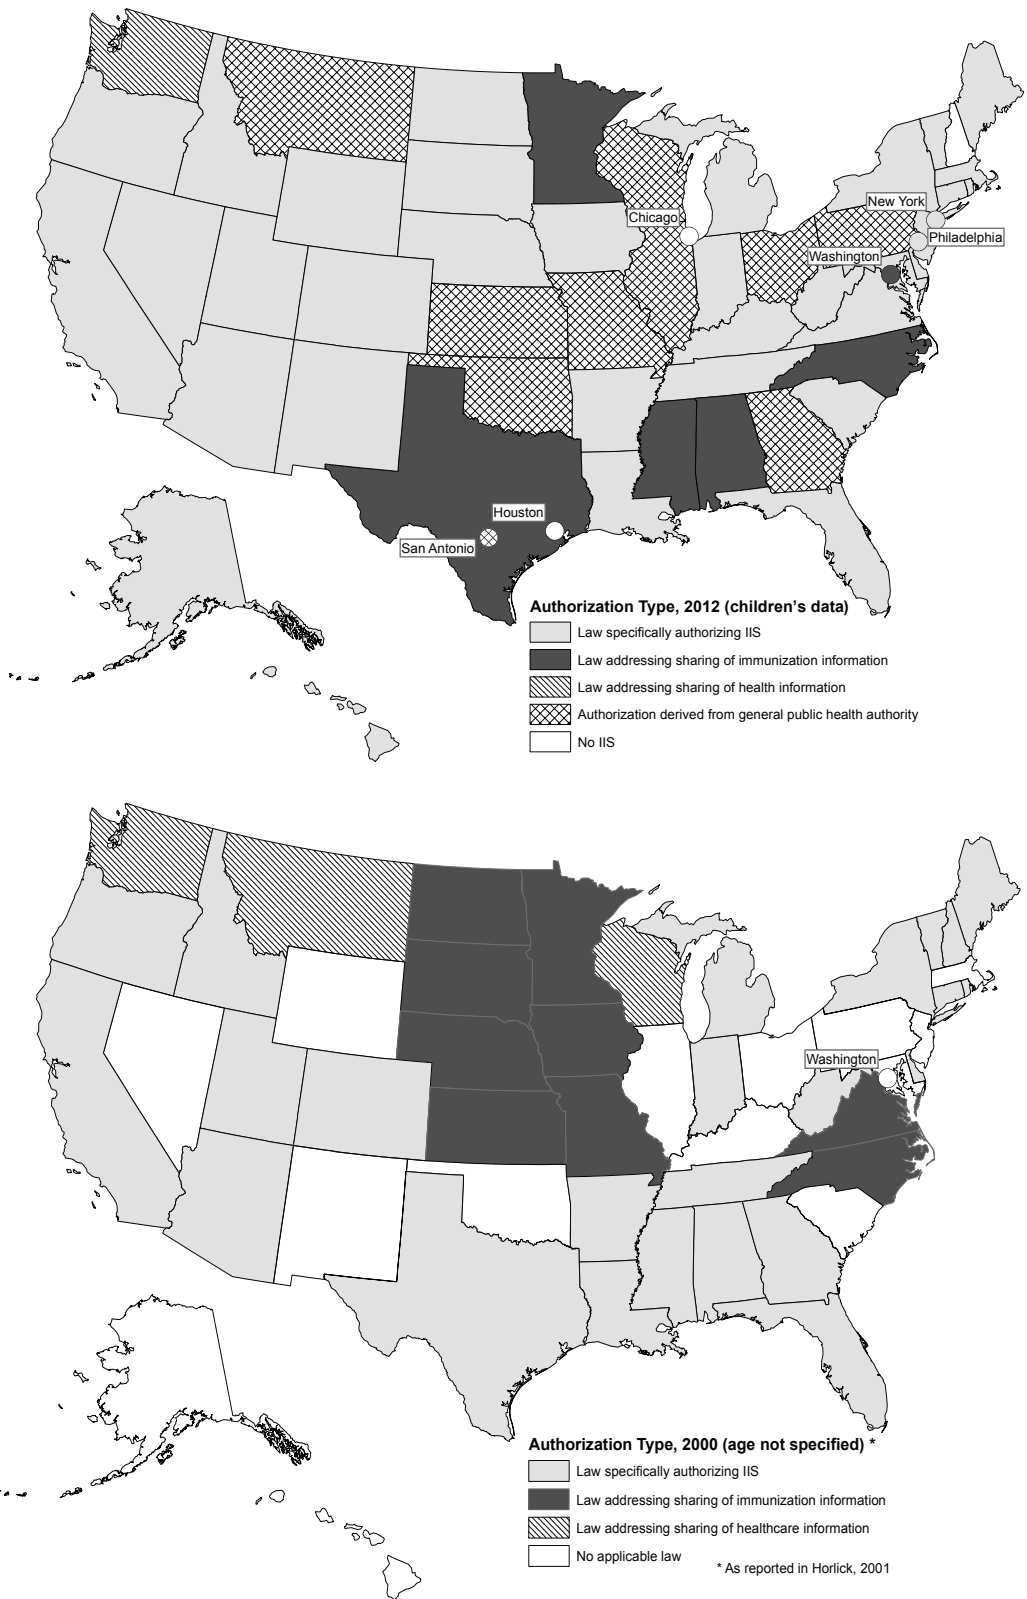 New York
Chicago
Philadelphia
Washington
Houston
San Antonio
Authorization Type, 2012 (children’s data)
Law specifically authorizing IIS
Law addressing sharing of immunization information
Law addressing sharing of health information
Authorization derived from general public health authority
No IIS
Washington
Authorization Type, 2000 (age not specified) *
Law specifically authorizing IIS
Law addressing sharing of immunization information
Law addressing sharing of healthcare information
No applicable law
* As reported in Horlick, 2001